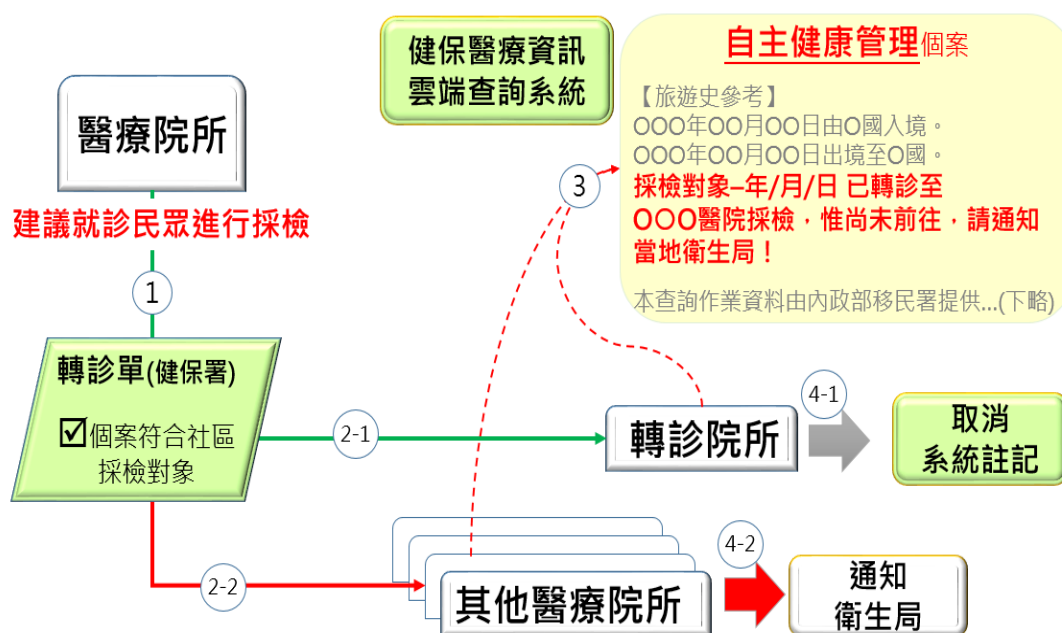 健保醫療資訊
雲端查詢系統
自主健康管理個案
【旅遊史參考】
OOO年OO月OO日由O國入境。
OOO年OO月OO日出境至O國。
採檢對象–年/月/日 已轉診至
OOO醫院採檢，惟尚未前往，請通知
當地衛生局！
本查詢作業資料由內政部移民署提供...(下略)
醫療院所
建議就診民眾進行採檢
1
3
轉診單(健保署)
☑個案符合社區
採檢對象
2-1
轉診院所
4-1
取消
系統註記
2-2
其他醫療院所
4-2
通知
衛生局